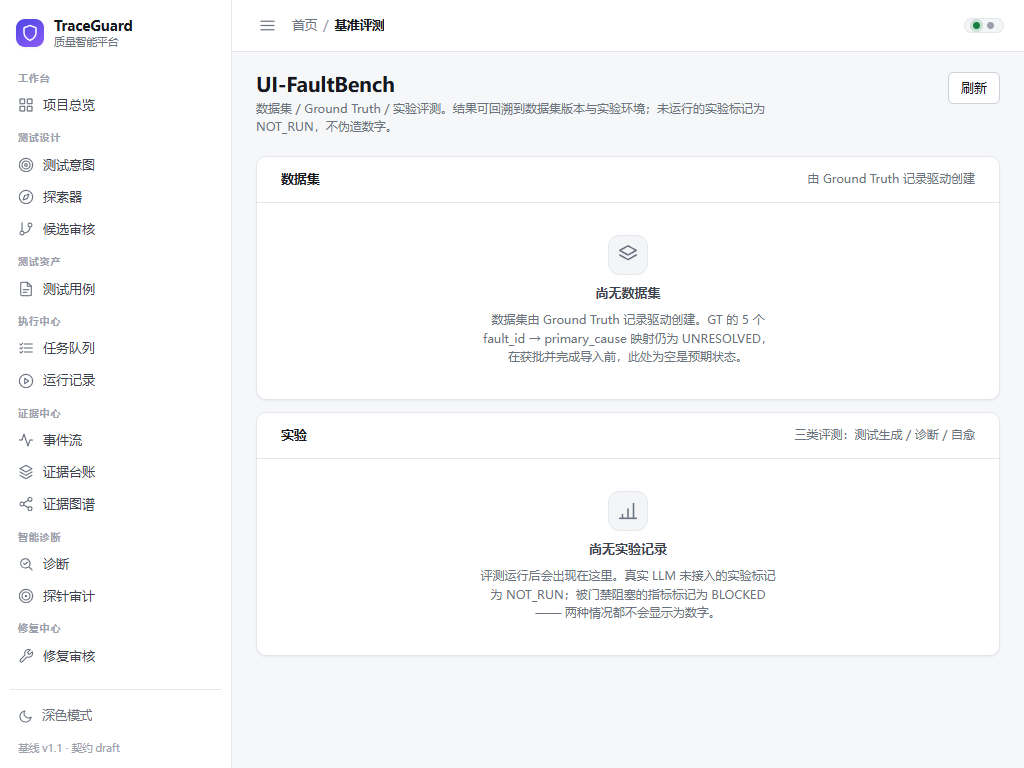 TraceGuard
质量智能平台
工作台
项目总览
测试设计
测试意图
探索器
候选审核
测试资产
测试用例
执行中心
任务队列
运行记录
证据中心
事件流
证据台账
证据图谱
智能诊断
诊断
探针审计
修复中心
修复审核
深色模式
基线 v1.1 · 契约 draft
首页 / 基准评测
UI-FaultBench
数据集 / Ground Truth / 实验评测。结果可回溯到数据集版本与实验环境；未运行的实验标记为
NOT_RUN，不伪造数字。
刷新
数据集
由 Ground Truth 记录驱动创建
尚无数据集
数据集由 Ground Truth 记录驱动创建。GT 的 5 个
fault_id → primary_cause 映射仍为 UNRESOLVED，
在获批并完成导入前，此处为空是预期状态。
实验
三类评测：测试生成 / 诊断 / 自愈
尚无实验记录
评测运行后会出现在这里。真实 LLM 未接入的实验标记
为 NOT_RUN；被门禁阻塞的指标标记为 BLOCKED
—— 两种情况都不会显示为数字。